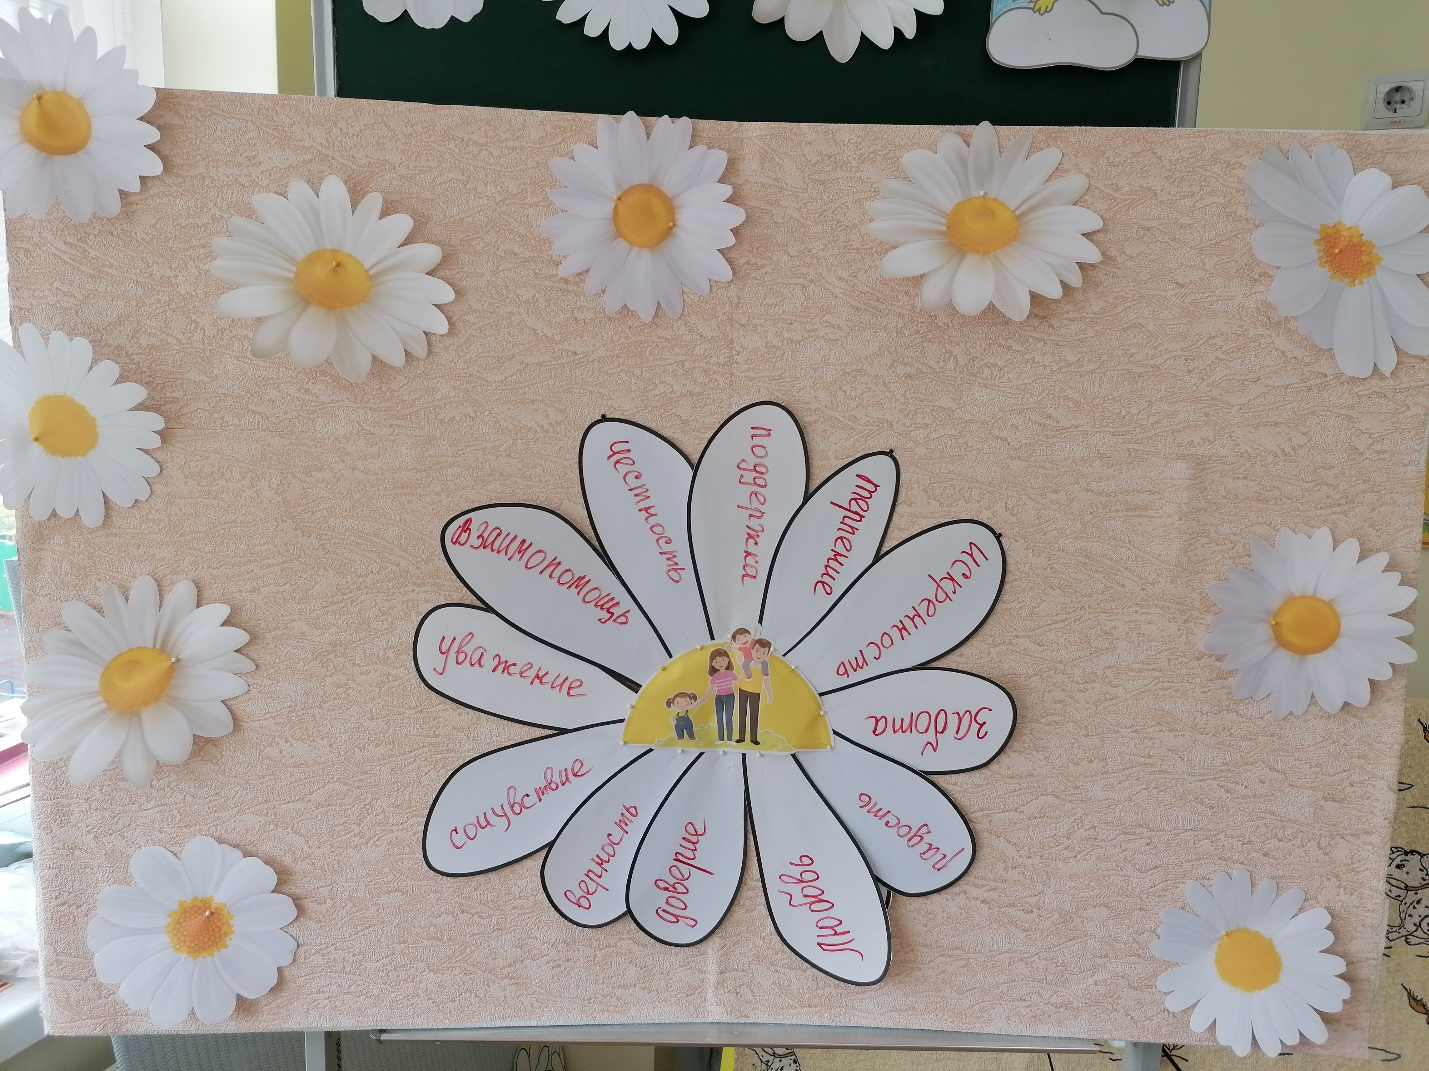 честность
поддержка
терпение
искренность
забота
радость
Любовь
доверие
верность
сочувствие
уважение
Взаимопомощь